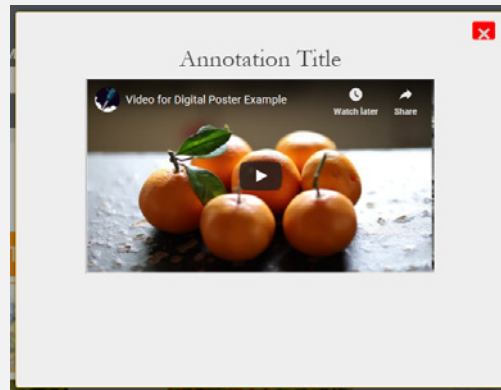 Annotation Title
Video for Digital Poster Example
Watch later
Share